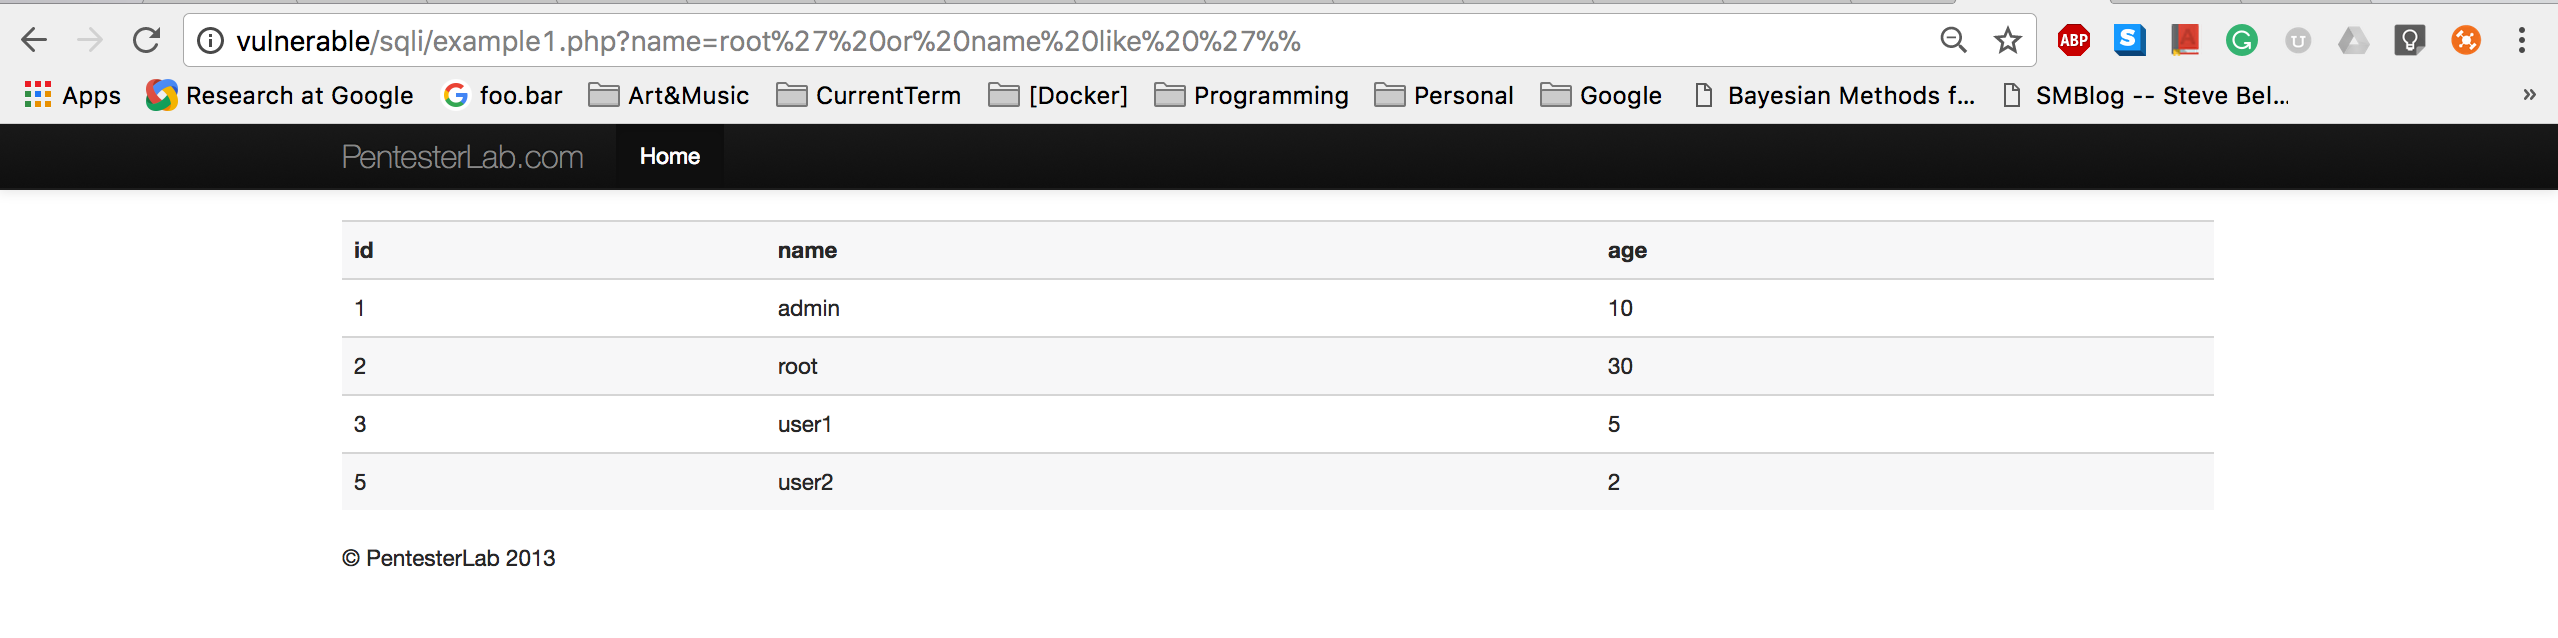 vulnerable/sqli/example1.php?name=root%27%20or%20name%20like%20%27%%
ABP S A G U
Apps Research at Google foo.bar Art&Music CurrentTerm [Docker] Programming Personal Google Bayesian Methods f... SMBlog -- Steve Bel... »
PentesterLab.com Home
id name age
1 admin 10
2 root 30
3 user1 5
5 user2 2
© PentesterLab 2013